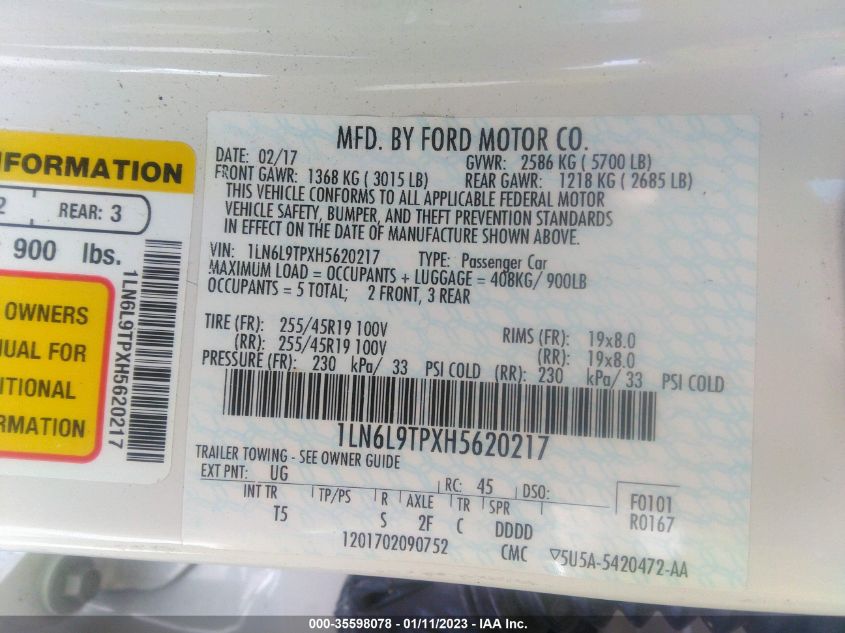 NFORMATION
2 REAR: 3
900 lbs.
OWNERS
NUAL FOR
ITIONAL
RMATION
1LN6L9TPXH5620217
MFD. BY FORD MOTOR CO.
DATE: 02/17 GVWR: 2586 KG ( 5700 LB)
FRONT GAWR: 1368 KG ( 3015 LB) REAR GAWR: 1218 KG ( 2685 LB)
THIS VEHICLE CONFORMS TO ALL APPLICABLE FEDERAL MOTOR
VEHICLE SAFETY, BUMPER, AND THEFT PREVENTION STANDARDS
IN EFFECT ON THE DATE OF MANUFACTURE SHOWN ABOVE.
VIN: 1LN6L9TPXH5620217 TYPE: Passenger Car
MAXIMUM LOAD = OCCUPANTS + LUGGAGE = 408KG/ 900LB
OCCUPANTS = 5 TOTAL; 2 FRONT, 3 REAR
TIRE (FR): 255/45R19 100V RIMS (FR): 19x8.0
(RR): 255/45R19 100V (RR): 19x8.0
PRESSURE (FR): 230 kPa/ 33 PSI COLD (RR): 230 kPa/ 33 PSI COLD
1LN6L9TPXH5620217
TRAILER TOWING - SEE OWNER GUIDE
EXT PNT: UG RC: 45 DSO:
INT TR TP/PS R AXLE TR SPR F0101
T5 S 2F C DDDD R0167
1201702090752 CMC ▽5U5A-5420472-AA
000-35598078 - 01/11/2023 - © IAA Inc.